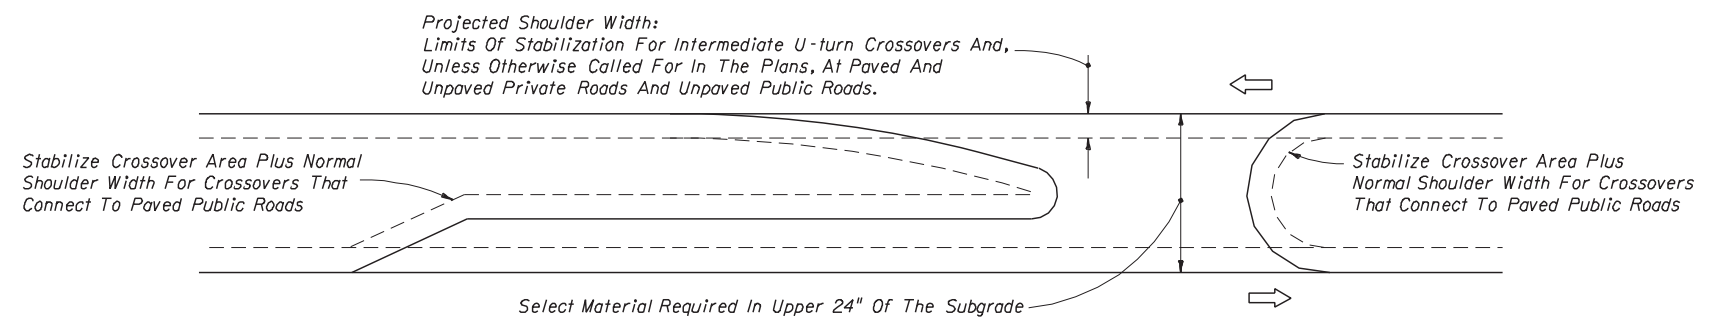 Projected Shoulder Width:
Limits Of Stabilization For Intermediate U-turn Crossovers And,
Unless Otherwise Called For In The Plans, At Paved And
Unpaved Private Roads And Unpaved Public Roads.
Stabilize Crossover Area Plus Normal
Shoulder Width For Crossovers That
Connect To Paved Public Roads
Stabilize Crossover Area Plus
Normal Shoulder Width For Crossovers
That Connect To Paved Public Roads
Select Material Required In Upper 24" Of The Subgrade